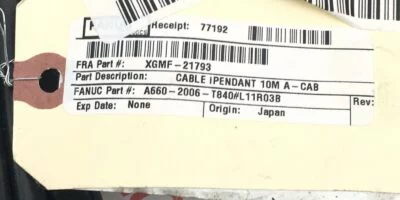 Receipt: 77192
FRA Part #: XGMF-21793
Part Description: CABLE iPENDANT 10M A-CAB
FANUC Part #: A660-2006-T840#L11R03B
Exp Date: None Origin: Japan Rev: